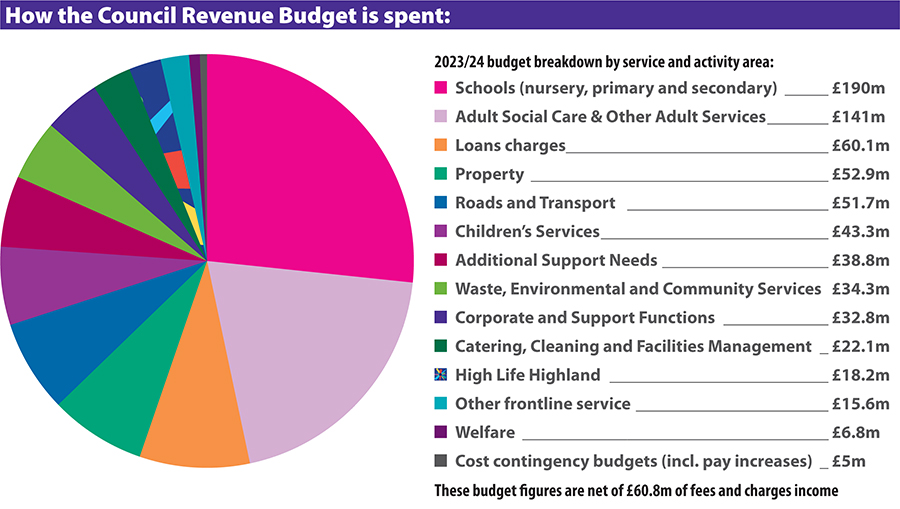 How the Council Revenue Budget is spent:
2023/24 budget breakdown by service and activity area:
Schools (nursery, primary and secondary) £190m
Adult Social Care & Other Adult Services £141m
Loans charges £60.1m
Property £52.9m
Roads and Transport £51.7m
Children’s Services £43.3m
Additional Support Needs £38.8m
Waste, Environmental and Community Services £34.3m
Corporate and Support Functions £32.8m
Catering, Cleaning and Facilities Management £22.1m
High Life Highland £18.2m
Other frontline service £15.6m
Welfare £6.8m
Cost contingency budgets (incl. pay increases) £5m
These budget figures are net of £60.8m of fees and charges income